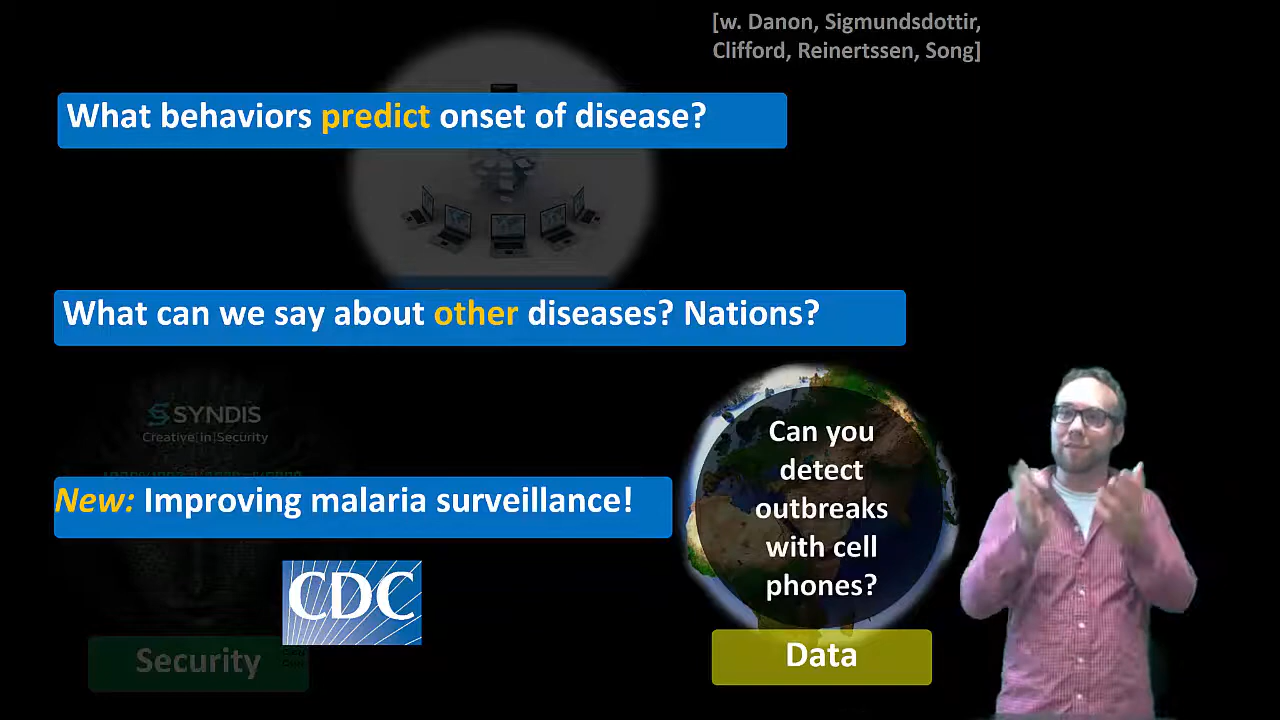 [w. Danon, Sigmundsdottir,
Clifford, Reinertssen, Song]
What behaviors predict onset of disease?
What can we say about other diseases? Nations?
SYNDIS
Creative|in|Security
New: Improving malaria surveillance!
Can you
detect
outbreaks
with cell
phones?
CDC
Security
Data